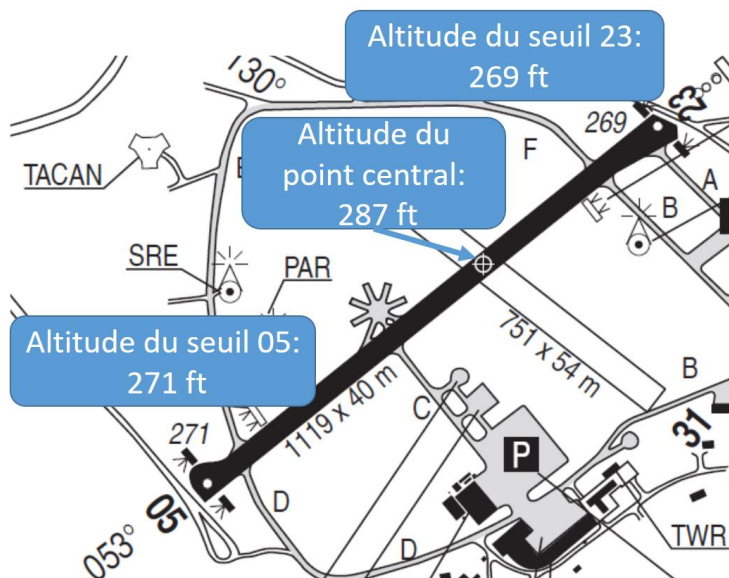 Altitude du seuil 23:
269 ft
130°
23
269
Altitude du
point central:
287 ft
F
A
TACAN
B
SRE
PAR
Altitude du seuil 05:
271 ft
751 x 54 m
1119 x 40 m
B
C
271
31
P
05
D
TWR
053°
D